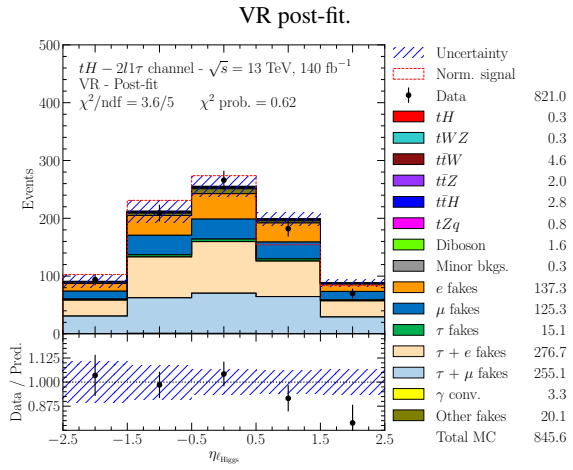 VR post-fit.
tH − 2l1τ channel - √s = 13 TeV, 140 fb⁻¹
VR - Post-fit
χ²/ndf = 3.6/5 χ² prob. = 0.62
Events
500
400
300
200
100
0
Data / Pred.
1.125
1.000
0.875
−2.5 −1.5 −0.5 0.5 1.5 2.5
η_{ℓ_{Higgs}}
Uncertainty
Norm. signal
Data 821.0
tH 0.3
tWZ 0.3
tt̄W 4.6
tt̄Z 2.0
tt̄H 2.8
tZq 0.8
Diboson 1.6
Minor bkgs. 0.3
e fakes 137.3
μ fakes 125.3
τ fakes 15.1
τ + e fakes 276.7
τ + μ fakes 255.1
γ conv. 3.3
Other fakes 20.1
Total MC 845.6